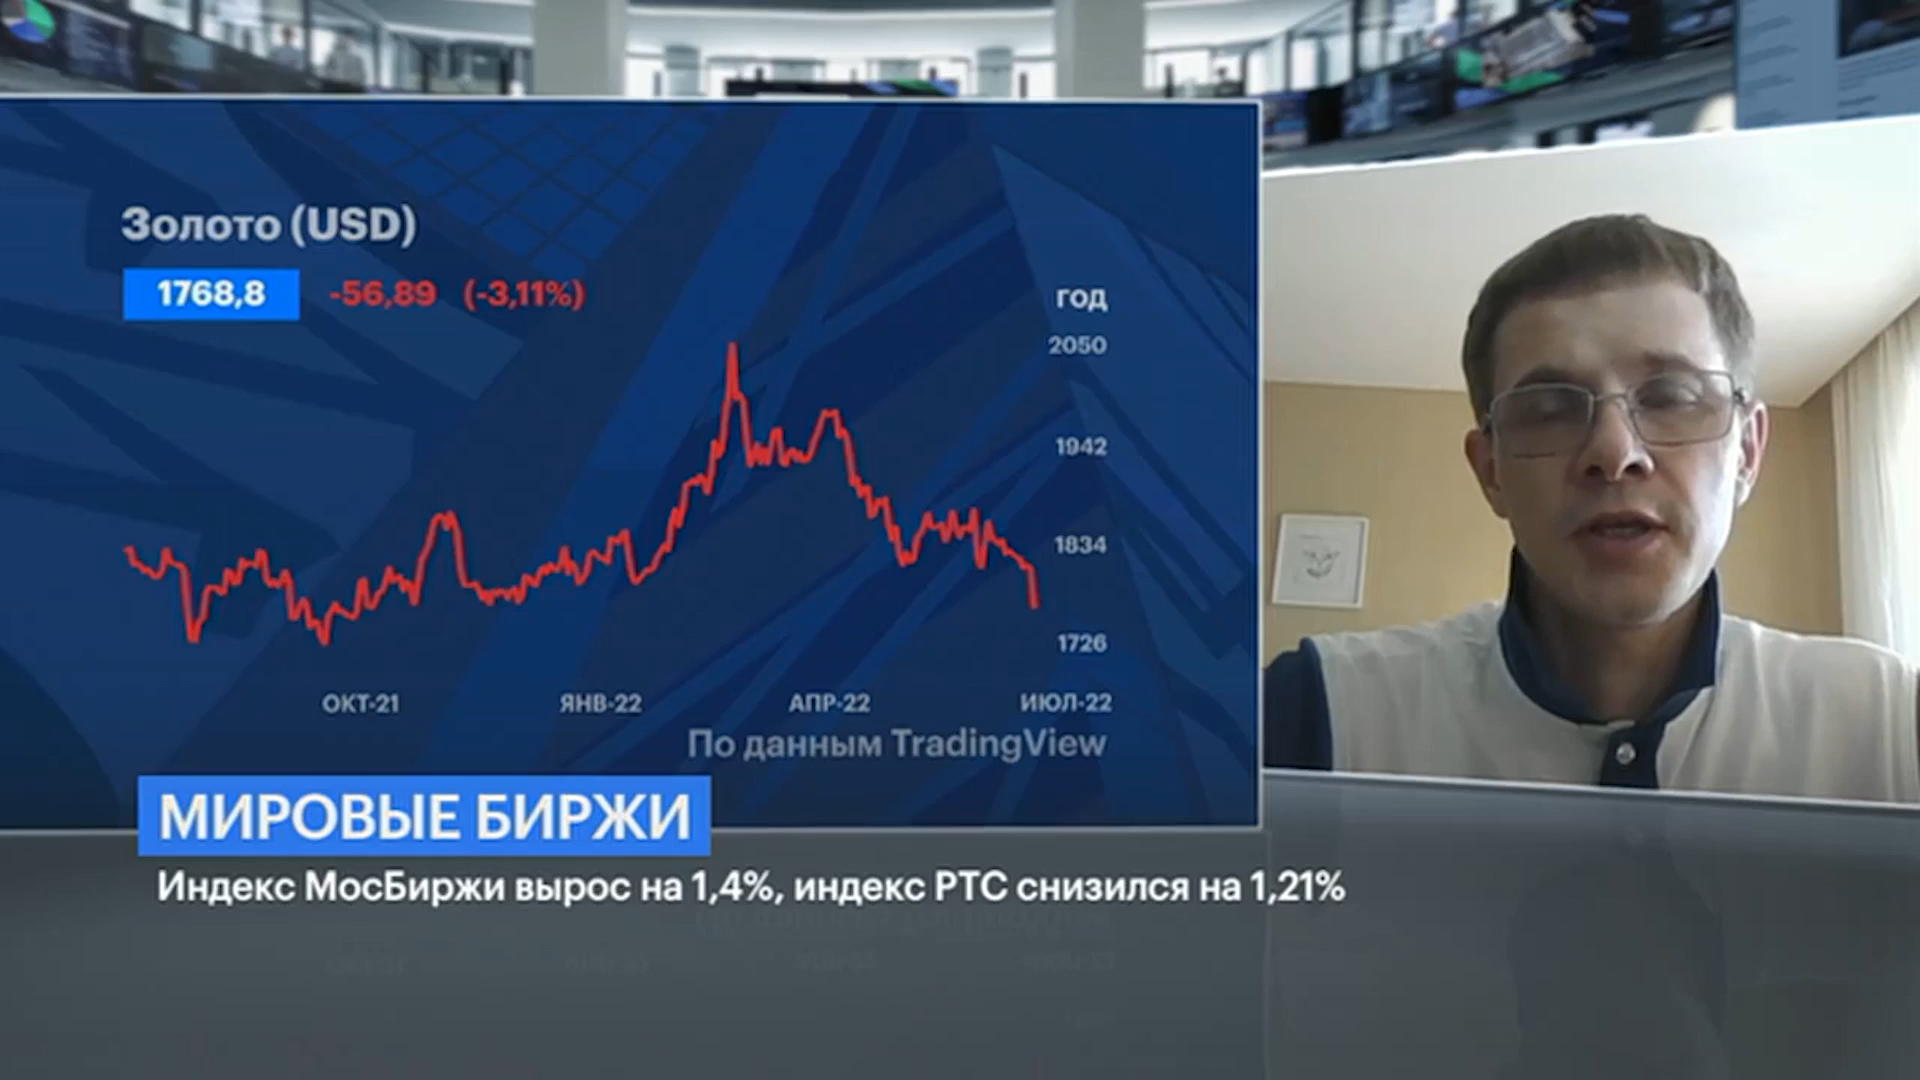 Золото (USD)
1768,8 -56,89 (-3,11%)
ГОД
2050
1942
1834
1726
ОКТ-21 ЯНВ-22 АПР-22 ИЮЛ-22
По данным TradingView
МИРОВЫЕ БИРЖИ
Индекс МосБиржи вырос на 1,4%, индекс РТС снизился на 1,21%